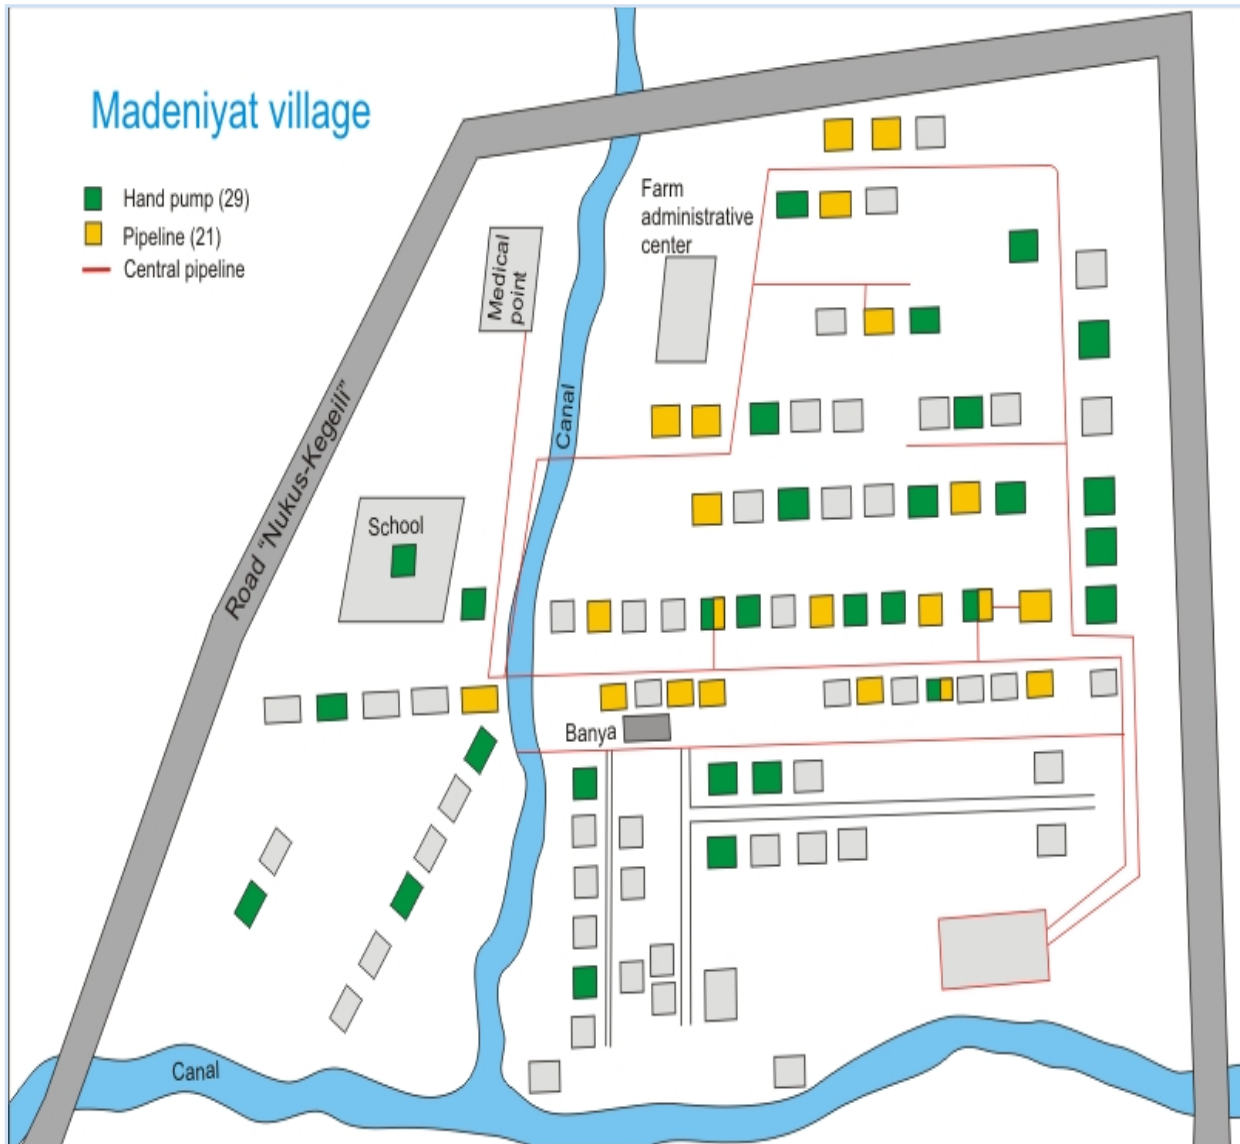 Madeniyat village
Hand pump (29)
Pipeline (21)
Central pipeline
Farm
administrative
center
Medical
point
Canal
Road "Nukus-Kegeili"
School
Banya
Canal